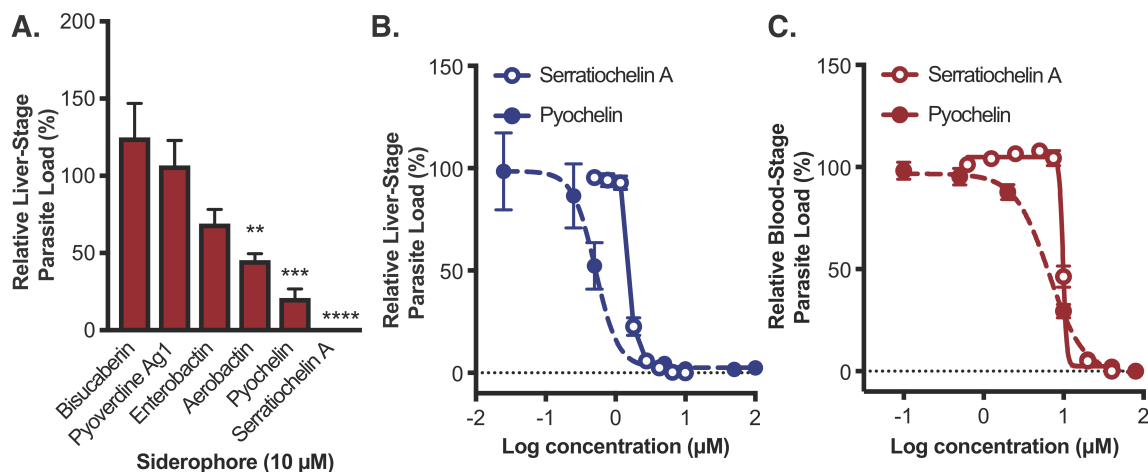 A.
Relative Liver-Stage
Parasite Load (%)
200
150
100
50
0
**
***
****
Bisucaberin
Pyoverdine Ag1
Enterobactin
Aerobactin
Pyochelin
Serratiochelin A
Siderophore (10 µM)
B.
Relative Liver-Stage
Parasite Load (%)
150
100
50
0
Serratiochelin A
Pyochelin
-2
-1
0
1
2
Log concentration (µM)
C.
Relative Blood-Stage
Parasite Load (%)
150
100
50
0
Serratiochelin A
Pyochelin
-1
0
1
2
Log concentration (µM)